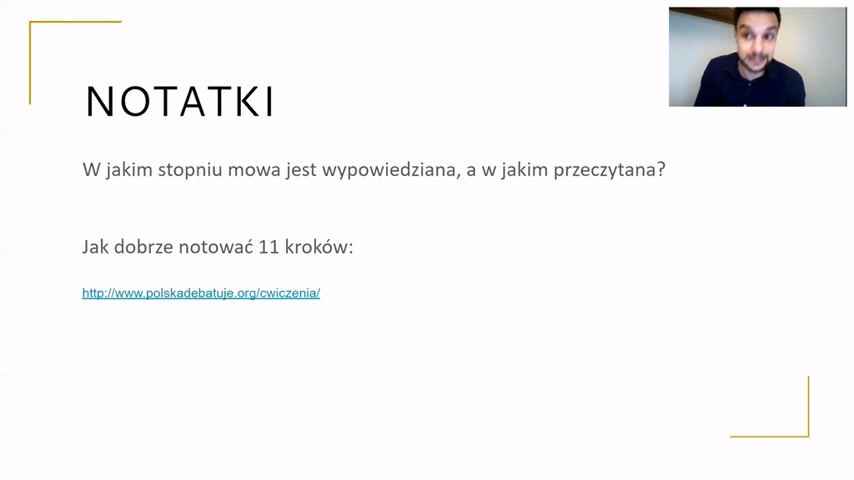 NOTATKI
W jakim stopniu mowa jest wypowiedziana, a w jakim przeczytana?
Jak dobrze notować 11 kroków:
http://www.polskadebatuje.org/cwiczenia/